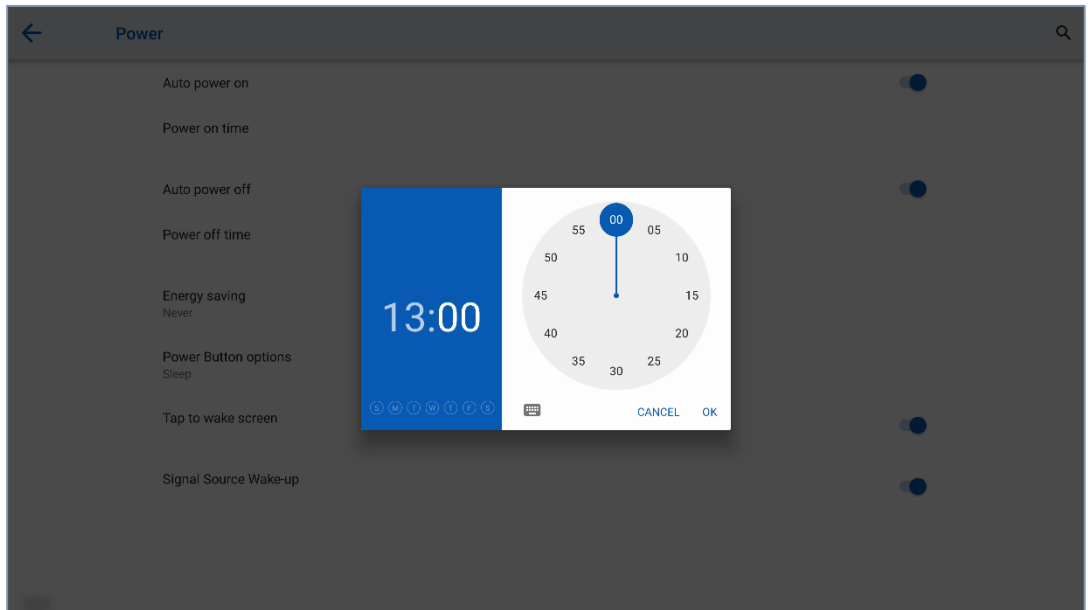 Power
Auto power on
Power on time
Auto power off
Power off time
Energy saving
Never
Power Button options
Sleep
Tap to wake screen
Signal Source Wake-up
13:00
S M T W T F S
00
05
10
15
20
25
30
35
40
45
50
55
CANCEL OK